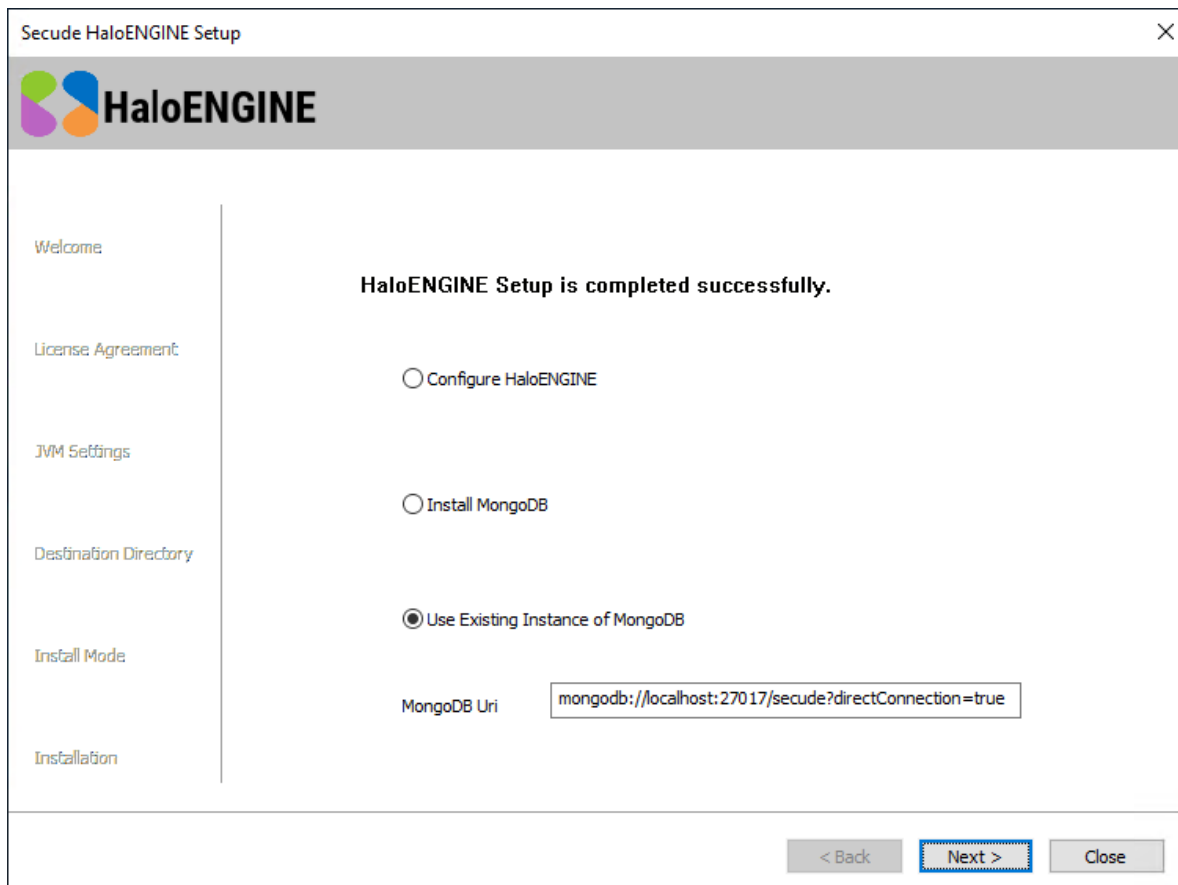 Secude HaloENGINE Setup
HaloENGINE
Welcome
License Agreement
JVM Settings
Destination Directory
Install Mode
Installation
HaloENGINE Setup is completed successfully.
Configure HaloENGINE
Install MongoDB
Use Existing Instance of MongoDB
MongoDB Uri mongodb://localhost:27017/secude?directConnection=true
< Back Next > Close